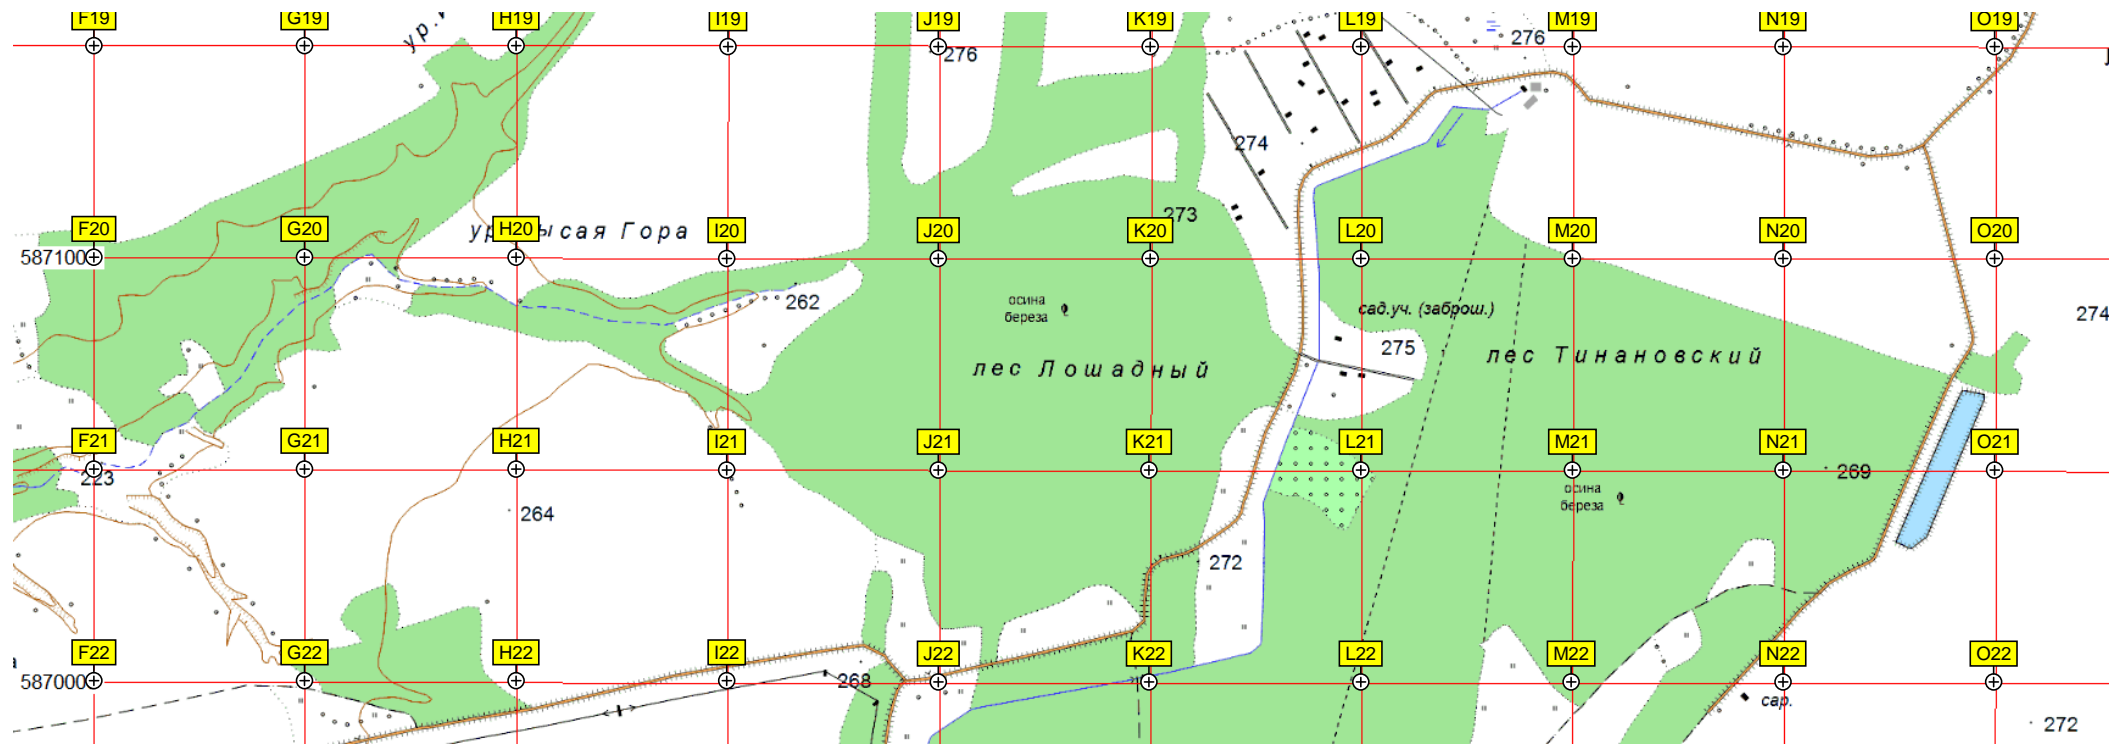 F19 G19 H19 I19 J19 K19 L19 M19 N19 O19
ур.
276 276
274
273
F20 G20 H20 I20 J20 K20 L20 M20 N20 O20
587100
262
осина
береза
сад.уч. (заброш.)
274
275
лес Лошадный
лес Тинановский
F21 G21 H21 I21 J21 K21 L21 M21 N21 O21
223
269
264
осина
береза
272
F22 G22 H22 I22 J22 K22 L22 M22 N22 O22
587000
268
сар.
272